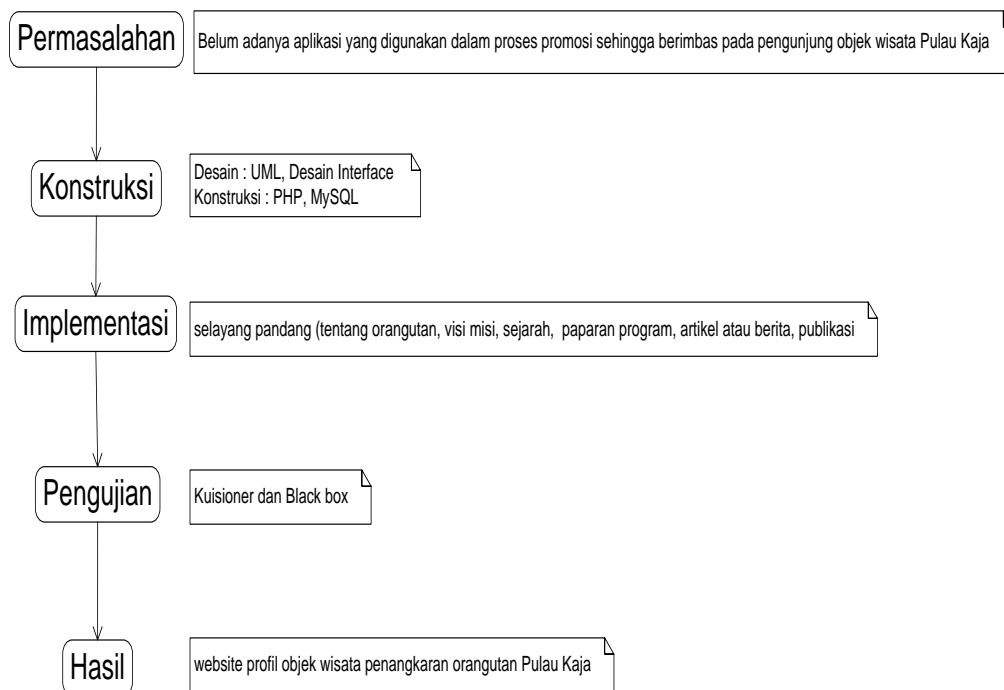 Permasalahan
Belum adanya aplikasi yang digunakan dalam proses promosi sehingga berimbas pada pengunjung objek wisata Pulau Kaja
Konstruksi
Desain : UML, Desain Interface
Konstruksi : PHP, MySQL
Implementasi
selayang pandang (tentang orangutan, visi misi, sejarah, paparan program, artikel atau berita, publikasi
Pengujian
Kuisioner dan Black box
Hasil
website profil objek wisata penangkaran orangutan Pulau Kaja